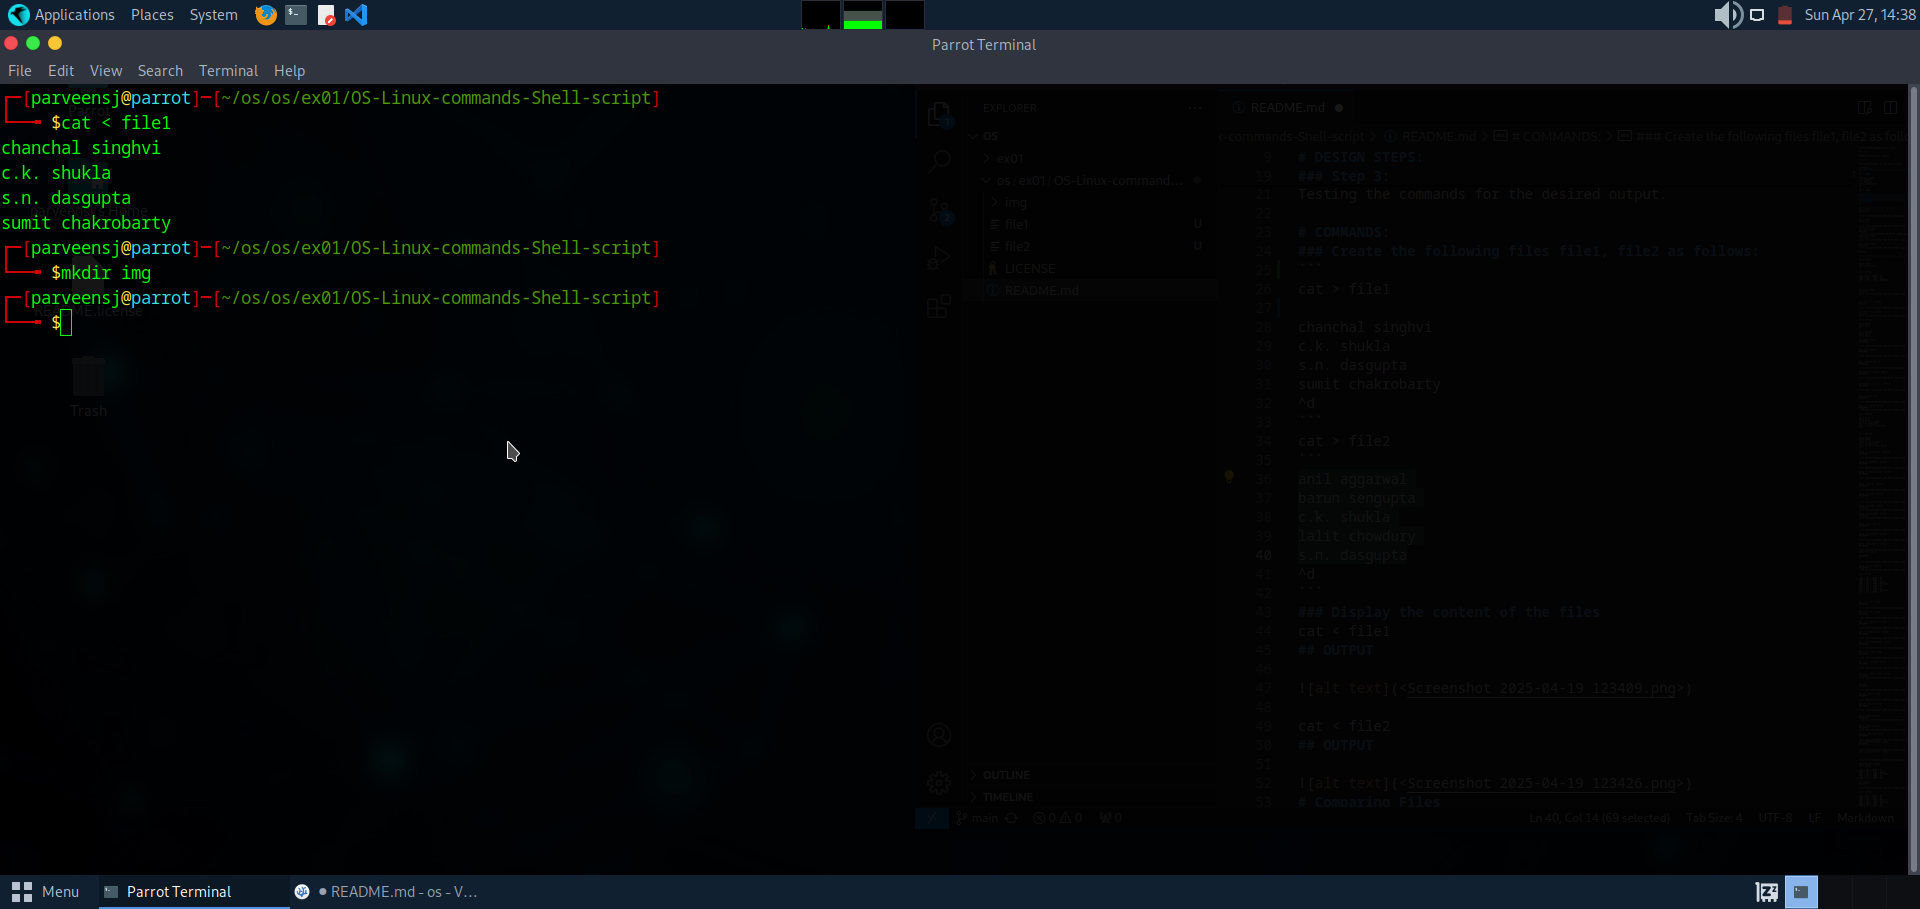 Applications Places System
Sun Apr 27, 14:38
Parrot Terminal
File Edit View Search Terminal Help
┌─[parveensj@parrot]─[~/os/os/ex01/OS-Linux-commands-Shell-script]
└──╼ $cat < file1
chanchal singhvi
c.k. shukla
s.n. dasgupta
sumit chakrobarty
┌─[parveensj@parrot]─[~/os/os/ex01/OS-Linux-commands-Shell-script]
└──╼ $mkdir img
┌─[parveensj@parrot]─[~/os/os/ex01/OS-Linux-commands-Shell-script]
└──╼ $
README.license
Trash
EXPLORER
OS
ex01
os / ex01 / OS-Linux-command...
img
file1 U
file2 U
LICENSE
README.md
OUTLINE
TIMELINE
main 0 0 0
README.md
x-commands-Shell-script > README.md > # COMMANDS: > ### Create the following files file1, file2 as foll
9 # DESIGN STEPS:
19 ### Step 3:
21 Testing the commands for the desired output.
22
23 # COMMANDS:
24 ### Create the following files file1, file2 as follows:
25 ```
26 cat > file1
27
28 chanchal singhvi
29 c.k. shukla
30 s.n. dasgupta
31 sumit chakrobarty
32 ^d
33 ```
34 cat > file2
35 ```
36 anil aggarwal
37 barun sengupta
38 c.k. shukla
39 lalit chowdury
40 s.n. dasgupta
41 ^d
42 ```
43 ### Display the content of the files
44 cat < file1
45 ## OUTPUT
46
47 ![alt text](<Screenshot 2025-04-19 123409.png>)
48
49 cat < file2
50 ## OUTPUT
51
52 ![alt text](<Screenshot 2025-04-19 123426.png>)
53 # Comparing Files
Ln 40, Col 14 (69 selected) Tab Size: 4 UTF-8 LF Markdown
Menu Parrot Terminal README.md - os - V...